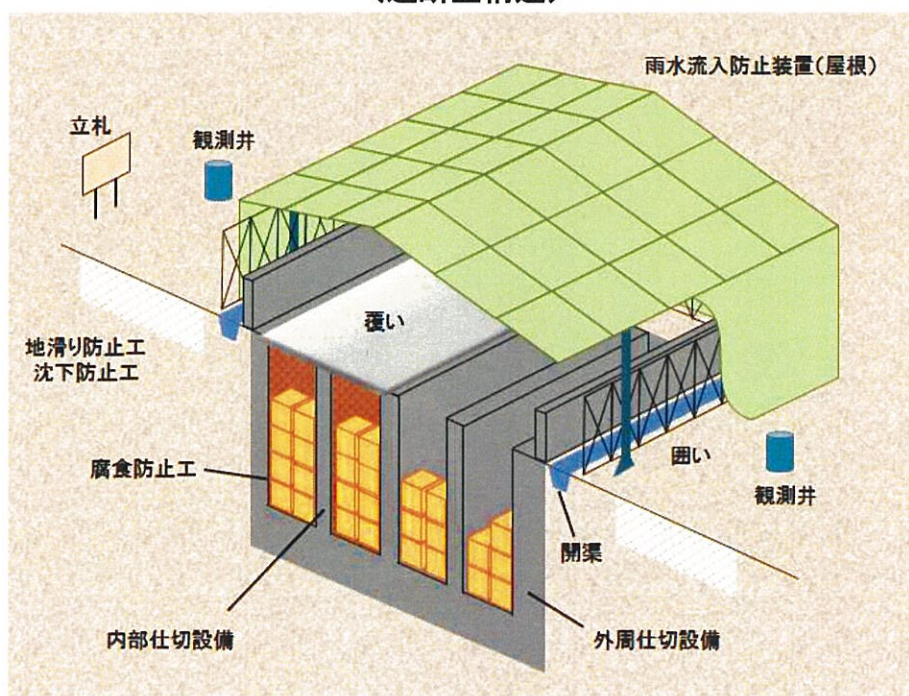 雨水流入防止装置(屋根)
立札
観測井
覆い
地滑り防止工
沈下防止工
腐食防止工
囲い
観測井
開渠
内部仕切設備
外周仕切設備